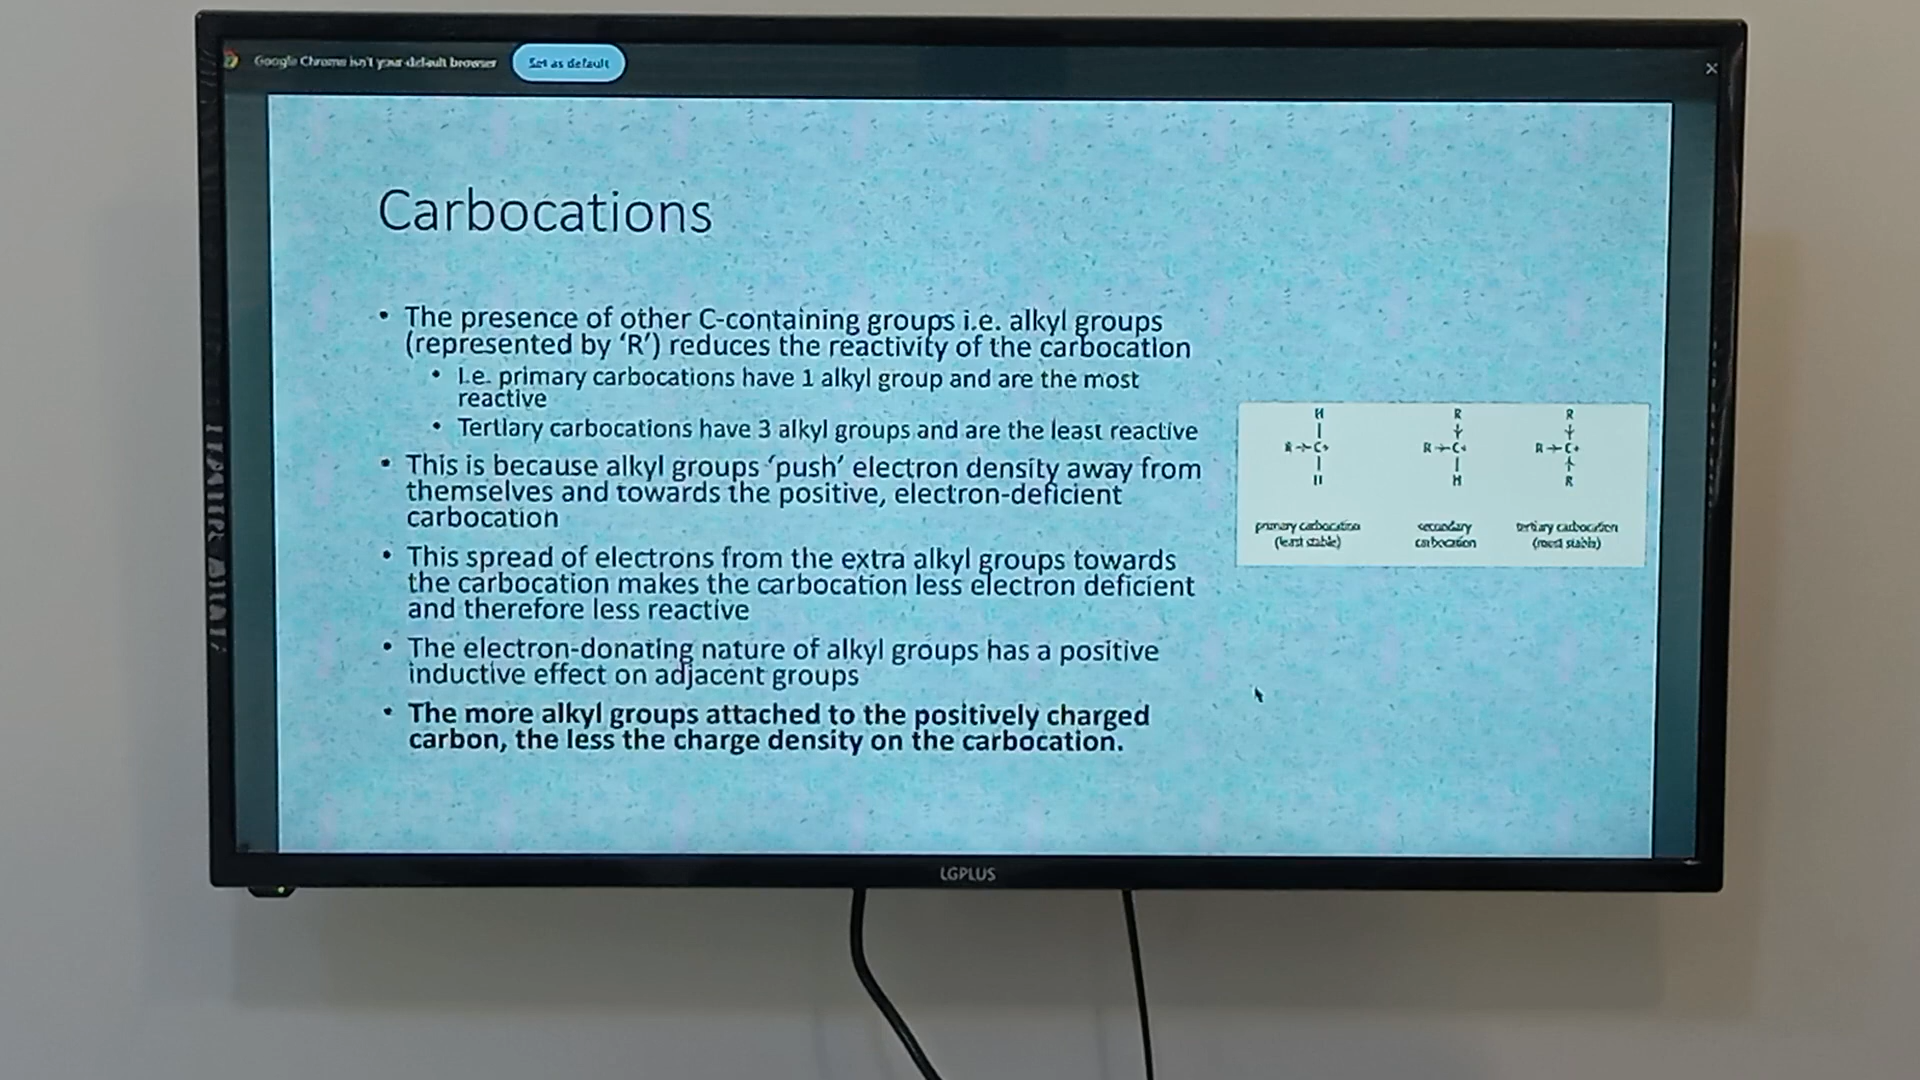 Google Chrome isn't your default browser
Set as default
Carbocations
• The presence of other C-containing groups i.e. alkyl groups
(represented by ‘R’) reduces the reactivity of the carbocation
• I.e. primary carbocations have 1 alkyl group and are the most
reactive
• Tertiary carbocations have 3 alkyl groups and are the least reactive
• This is because alkyl groups ‘push’ electron density away from
themselves and towards the positive, electron-deficient
carbocation
• This spread of electrons from the extra alkyl groups towards
the carbocation makes the carbocation less electron deficient
and therefore less reactive
• The electron-donating nature of alkyl groups has a positive
inductive effect on adjacent groups
• The more alkyl groups attached to the positively charged
carbon, the less the charge density on the carbocation.
H R R
R C+ R C+ R C+
H H R
primary carbocation
(least stable)
secondary
carbocation
tertiary carbocation
(most stable)
LGPLUS